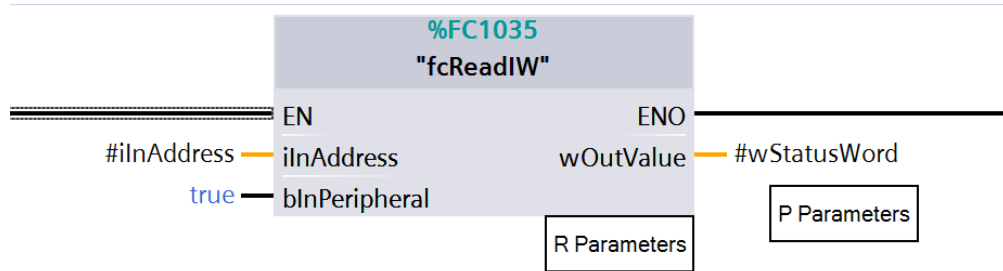 %FC1035
"fcReadIW"
EN ENO
#iInAddress iInAddress wOutValue #wStatusWord
true bInPeripheral
P Parameters
R Parameters